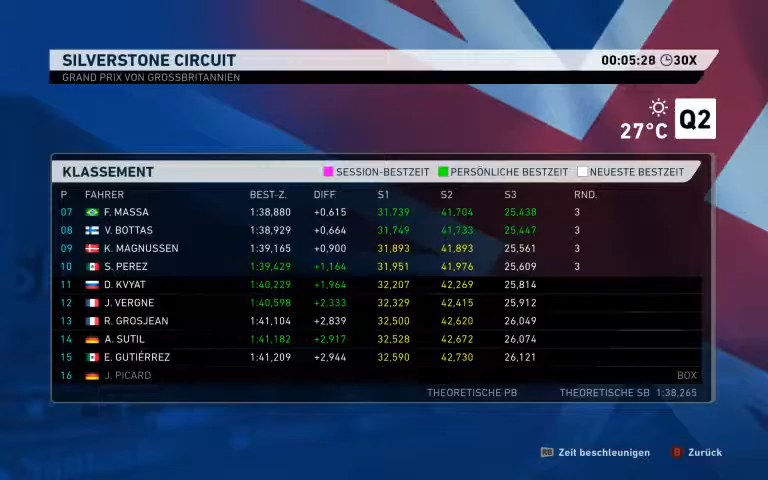 SILVERSTONE CIRCUIT 00:05:28 30X
GRAND PRIX VON GROSSBRITANNIEN
27°C Q2
KLASSEMENT SESSION-BESTZEIT PERSÖNLICHE BESTZEIT NEUESTE BESTZEIT
P FAHRER BEST-Z. DIFF. S1 S2 S3 RND.
07 F. MASSA 1:38,880 +0,615 31,739 41,704 25,438 3
08 V. BOTTAS 1:38,929 +0,664 31,749 41,733 25,447 3
09 K. MAGNUSSEN 1:39,165 +0,900 31,893 41,893 25,561 3
10 S. PEREZ 1:39,429 +1,164 31,951 41,976 25,609 3
11 D. KVYAT 1:40,229 +1,964 32,207 42,269 25,814
12 J. VERGNE 1:40,598 +2,333 32,329 42,415 25,912
13 R. GROSJEAN 1:41,104 +2,839 32,500 42,620 26,049
14 A. SUTIL 1:41,182 +2,917 32,528 42,672 26,074
15 E. GUTIÉRREZ 1:41,209 +2,944 32,590 42,730 26,121
16 J. PICARD BOX
THEORETISCHE PB THEORETISCHE SB 1:38,265
RB Zeit beschleunigen B Zurück